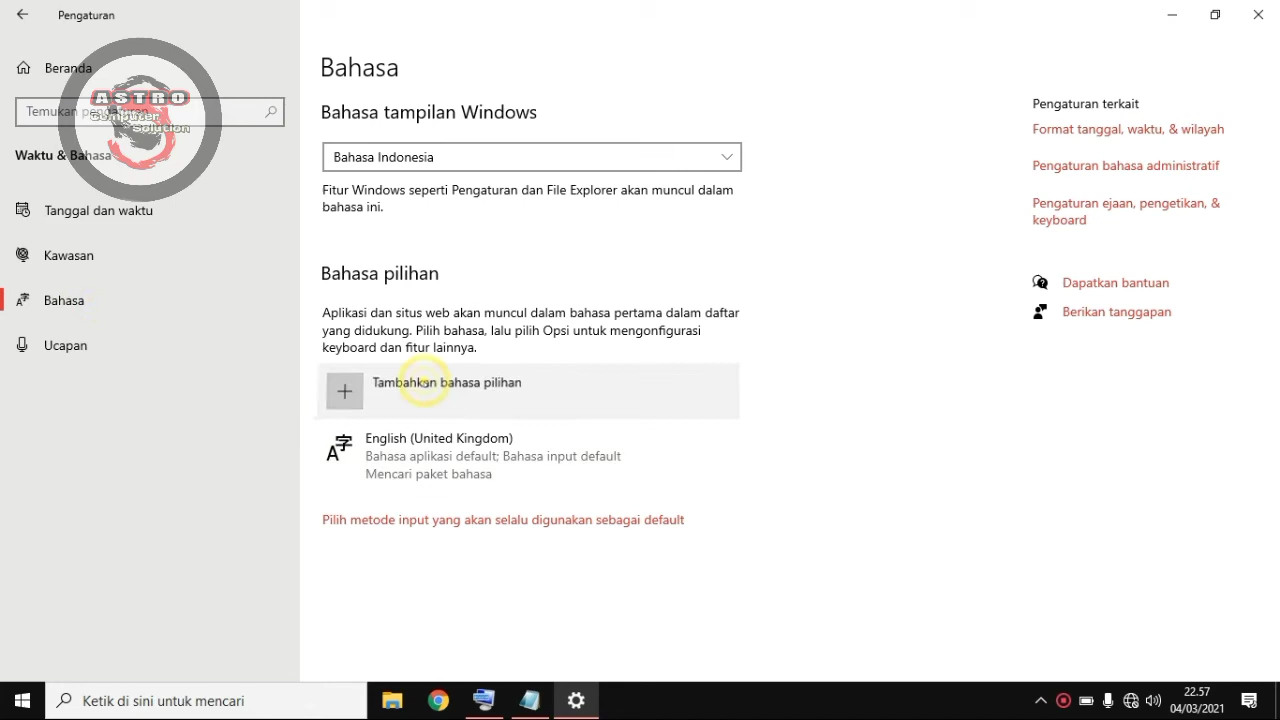 Pengaturan
Beranda
ASTRO
Computer
Solution
Temukan pengaturan
Waktu & Bahasa
Tanggal dan waktu
Kawasan
Bahasa
Ucapan
Bahasa
Bahasa tampilan Windows
Bahasa Indonesia
Fitur Windows seperti Pengaturan dan File Explorer akan muncul dalam
bahasa ini.
Bahasa pilihan
Aplikasi dan situs web akan muncul dalam bahasa pertama dalam daftar
yang didukung. Pilih bahasa, lalu pilih Opsi untuk mengonfigurasi
keyboard dan fitur lainnya.
Tambahkan bahasa pilihan
English (United Kingdom)
Bahasa aplikasi default; Bahasa input default
Mencari paket bahasa
Pilih metode input yang akan selalu digunakan sebagai default
Pengaturan terkait
Format tanggal, waktu, & wilayah
Pengaturan bahasa administratif
Pengaturan ejaan, pengetikan, &
keyboard
Dapatkan bantuan
Berikan tanggapan
Ketik di sini untuk mencari
22.57
04/03/2021